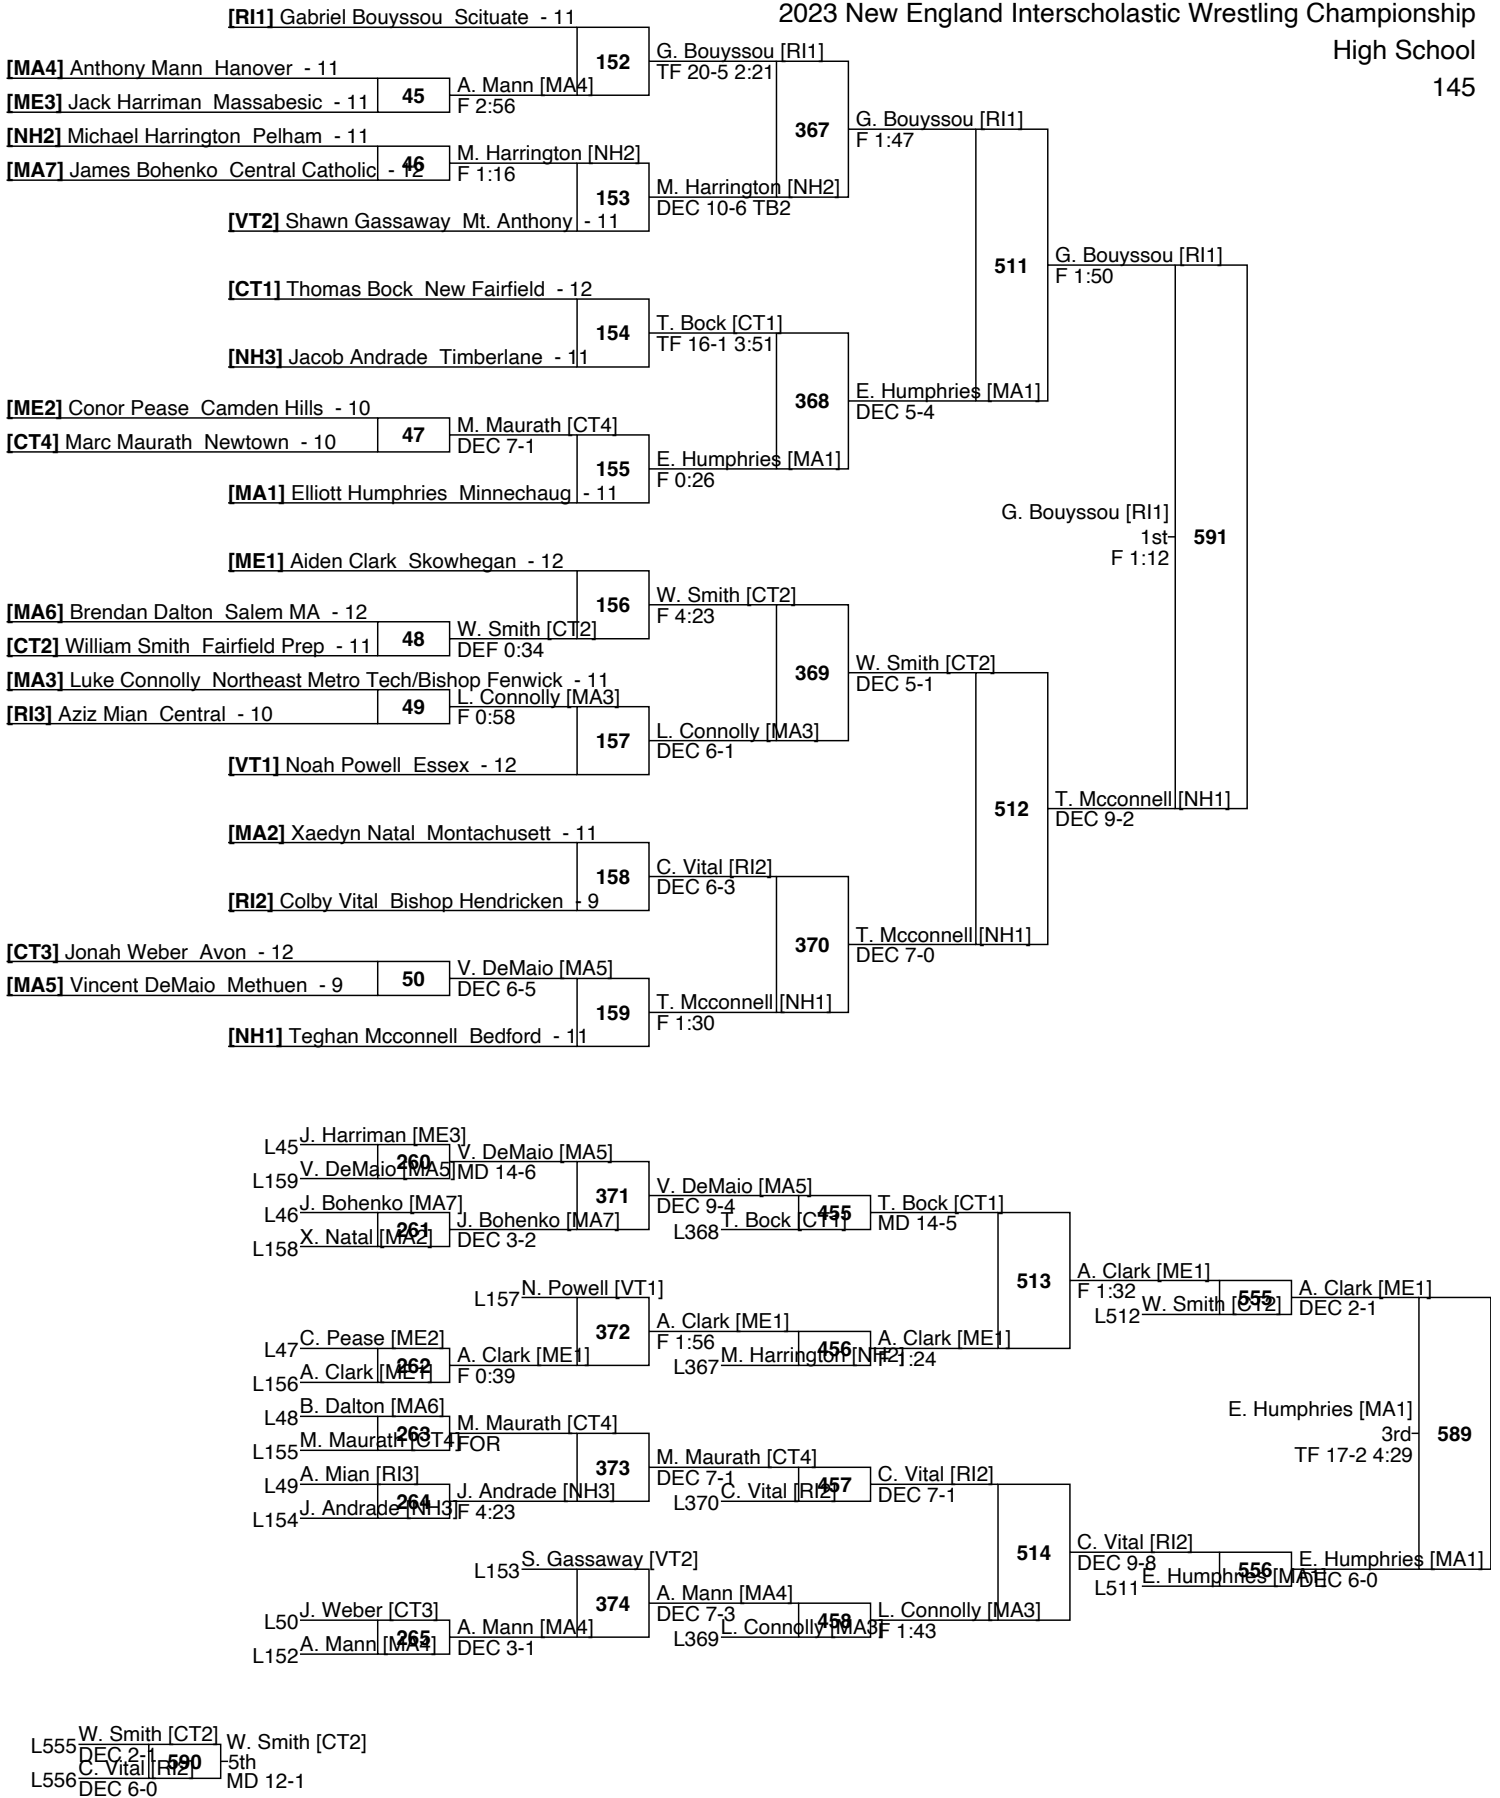 2023 New England Interscholastic Wrestling Championship
High School
145
[RI1] Gabriel Bouyssou Scituate - 11
152
G. Bouyssou [RI1]
TF 20-5 2:21
[MA4] Anthony Mann Hanover - 11
[ME3] Jack Harriman Massabesic - 11
45
A. Mann [MA4]
F 2:56
367
G. Bouyssou [RI1]
F 1:47
[NH2] Michael Harrington Pelham - 11
[MA7] James Bohenko Central Catholic - 12
46
M. Harrington [NH2]
F 1:16
153
M. Harrington [NH2]
DEC 10-6 TB2
[VT2] Shawn Gassaway Mt. Anthony - 11
511
G. Bouyssou [RI1]
F 1:50
[CT1] Thomas Bock New Fairfield - 12
154
T. Bock [CT1]
TF 16-1 3:51
[NH3] Jacob Andrade Timberlane - 11
368
E. Humphries [MA1]
DEC 5-4
[ME2] Conor Pease Camden Hills - 10
[CT4] Marc Maurath Newtown - 10
47
M. Maurath [CT4]
DEC 7-1
155
E. Humphries [MA1]
F 0:26
[MA1] Elliott Humphries Minnechaug - 11
G. Bouyssou [RI1]
1st
F 1:12
591
[ME1] Aiden Clark Skowhegan - 12
156
W. Smith [CT2]
F 4:23
[MA6] Brendan Dalton Salem MA - 12
[CT2] William Smith Fairfield Prep - 11
48
W. Smith [CT2]
DEF 0:34
369
W. Smith [CT2]
DEC 5-1
[MA3] Luke Connolly Northeast Metro Tech/Bishop Fenwick - 11
[RI3] Aziz Mian Central - 10
49
L. Connolly [MA3]
F 0:58
157
L. Connolly [MA3]
DEC 6-1
[VT1] Noah Powell Essex - 12
512
T. Mcconnell [NH1]
DEC 9-2
[MA2] Xaedyn Natal Montachusett - 11
158
C. Vital [RI2]
DEC 6-3
[RI2] Colby Vital Bishop Hendricken - 9
370
T. Mcconnell [NH1]
DEC 7-0
[CT3] Jonah Weber Avon - 12
[MA5] Vincent DeMaio Methuen - 9
50
V. DeMaio [MA5]
DEC 6-5
159
T. Mcconnell [NH1]
F 1:30
[NH1] Teghan Mcconnell Bedford - 11
L45 J. Harriman [ME3]
260
L159 V. DeMaio [MA5]
V. DeMaio [MA5]
MD 14-6
371
V. DeMaio [MA5]
DEC 9-4
L46 J. Bohenko [MA7]
261
L158 X. Natal [MA2]
J. Bohenko [MA7]
DEC 3-2
L368 T. Bock [CT1]
455
T. Bock [CT1]
MD 14-5
513
A. Clark [ME1]
F 1:32
L157 N. Powell [VT1]
372
A. Clark [ME1]
F 1:56
L47 C. Pease [ME2]
262
L156 A. Clark [ME1]
A. Clark [ME1]
F 0:39
L367 M. Harrington [NH2]
456
A. Clark [ME1]
F 1:24
L512 W. Smith [CT2]
555
A. Clark [ME1]
DEC 2-1
L48 B. Dalton [MA6]
263
L155 M. Maurath [CT4]
M. Maurath [CT4]
FOR
373
M. Maurath [CT4]
DEC 7-1
L49 A. Mian [RI3]
264
L154 J. Andrade [NH3]
J. Andrade [NH3]
F 4:23
L370 C. Vital [RI2]
457
C. Vital [RI2]
DEC 7-1
E. Humphries [MA1]
3rd
TF 17-2 4:29
589
514
C. Vital [RI2]
DEC 9-8
L153 S. Gassaway [VT2]
374
A. Mann [MA4]
DEC 7-3
L50 J. Weber [CT3]
265
L152 A. Mann [MA4]
A. Mann [MA4]
DEC 3-1
L369 L. Connolly [MA3]
458
L. Connolly [MA3]
F 1:43
L511 E. Humphries [MA1]
556
E. Humphries [MA1]
DEC 6-0
L555 W. Smith [CT2]
DEC 2-1
590
L556 C. Vital [RI2]
DEC 6-0
W. Smith [CT2]
5th
MD 12-1